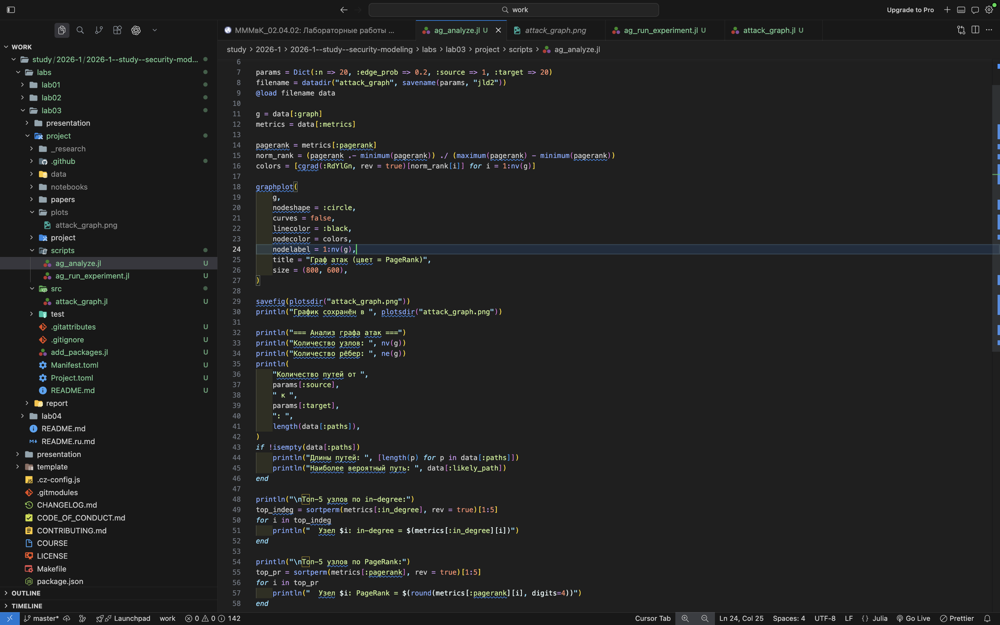 work
Upgrade to Pro
МММвК_02.04.02: Лабораторные работы ...
ag_analyze.jl U
attack_graph.png
ag_run_experiment.jl U
attack_graph.jl U
WORK
study/2026-1/2026-1--study--security-mod...
labs
lab01
lab02
lab03
presentation
project
_research
.github
data
notebooks
papers
plots
attack_graph.png
project
scripts
ag_analyze.jl U
ag_run_experiment.jl U
src
attack_graph.jl U
test
.gitattributes U
.gitignore U
add_packages.jl U
Manifest.toml U
Project.toml U
README.md U
report
lab04
README.md
README.ru.md
presentation
template
.cz-config.js
.gitmodules
CHANGELOG.md
CODE_OF_CONDUCT.md
CONTRIBUTING.md
COURSE
LICENSE
Makefile
package.json
OUTLINE
TIMELINE
study > 2026-1 > 2026-1--study--security-modeling > labs > lab03 > project > scripts > ag_analyze.jl
6
7 params = Dict(:n => 20, :edge_prob => 0.2, :source => 1, :target => 20)
8 filename = datadir("attack_graph", savename(params, "jld2"))
9 @load filename data
10
11 g = data[:graph]
12 metrics = data[:metrics]
13
14 pagerank = metrics[:pagerank]
15 norm_rank = (pagerank .- minimum(pagerank)) ./ (maximum(pagerank) - minimum(pagerank))
16 colors = [cgrad(:RdYlGn, rev = true)[norm_rank[i]] for i = 1:nv(g)]
17
18 graphplot(
19 g,
20 nodeshape = :circle,
21 curves = false,
22 linecolor = :black,
23 nodecolor = colors,
24 nodelabel = 1:nv(g),
25 title = "Граф атак (цвет = PageRank)",
26 size = (800, 600),
27 )
28
29 savefig(plotsdir("attack_graph.png"))
30 println("График сохранён в ", plotsdir("attack_graph.png"))
31
32 println("=== Анализ графа атак ===")
33 println("Количество узлов: ", nv(g))
34 println("Количество рёбер: ", ne(g))
35 println(
36 "Количество путей от ",
37 params[:source],
38 " к ",
39 params[:target],
40 ": ",
41 length(data[:paths]),
42 )
43 if !isempty(data[:paths])
44 println("Длины путей: ", [length(p) for p in data[:paths]])
45 println("Наиболее вероятный путь: ", data[:likely_path])
46 end
47
48 println("\nТоп-5 узлов по in-degree:")
49 top_indeg = sortperm(metrics[:in_degree], rev = true)[1:5]
50 for i in top_indeg
51 println("  Узел $i: in-degree = $(metrics[:in_degree][i])")
52 end
53
54 println("\nТоп-5 узлов по PageRank:")
55 top_pr = sortperm(metrics[:pagerank], rev = true)[1:5]
56 for i in top_pr
57 println("  Узел $i: PageRank = $(round(metrics[:pagerank][i], digits=4))")
58 end
master* Launchpad work 0 0 142 Cursor Tab Ln 24, Col 25 Spaces: 4 UTF-8 LF {} Julia Go Live Prettier